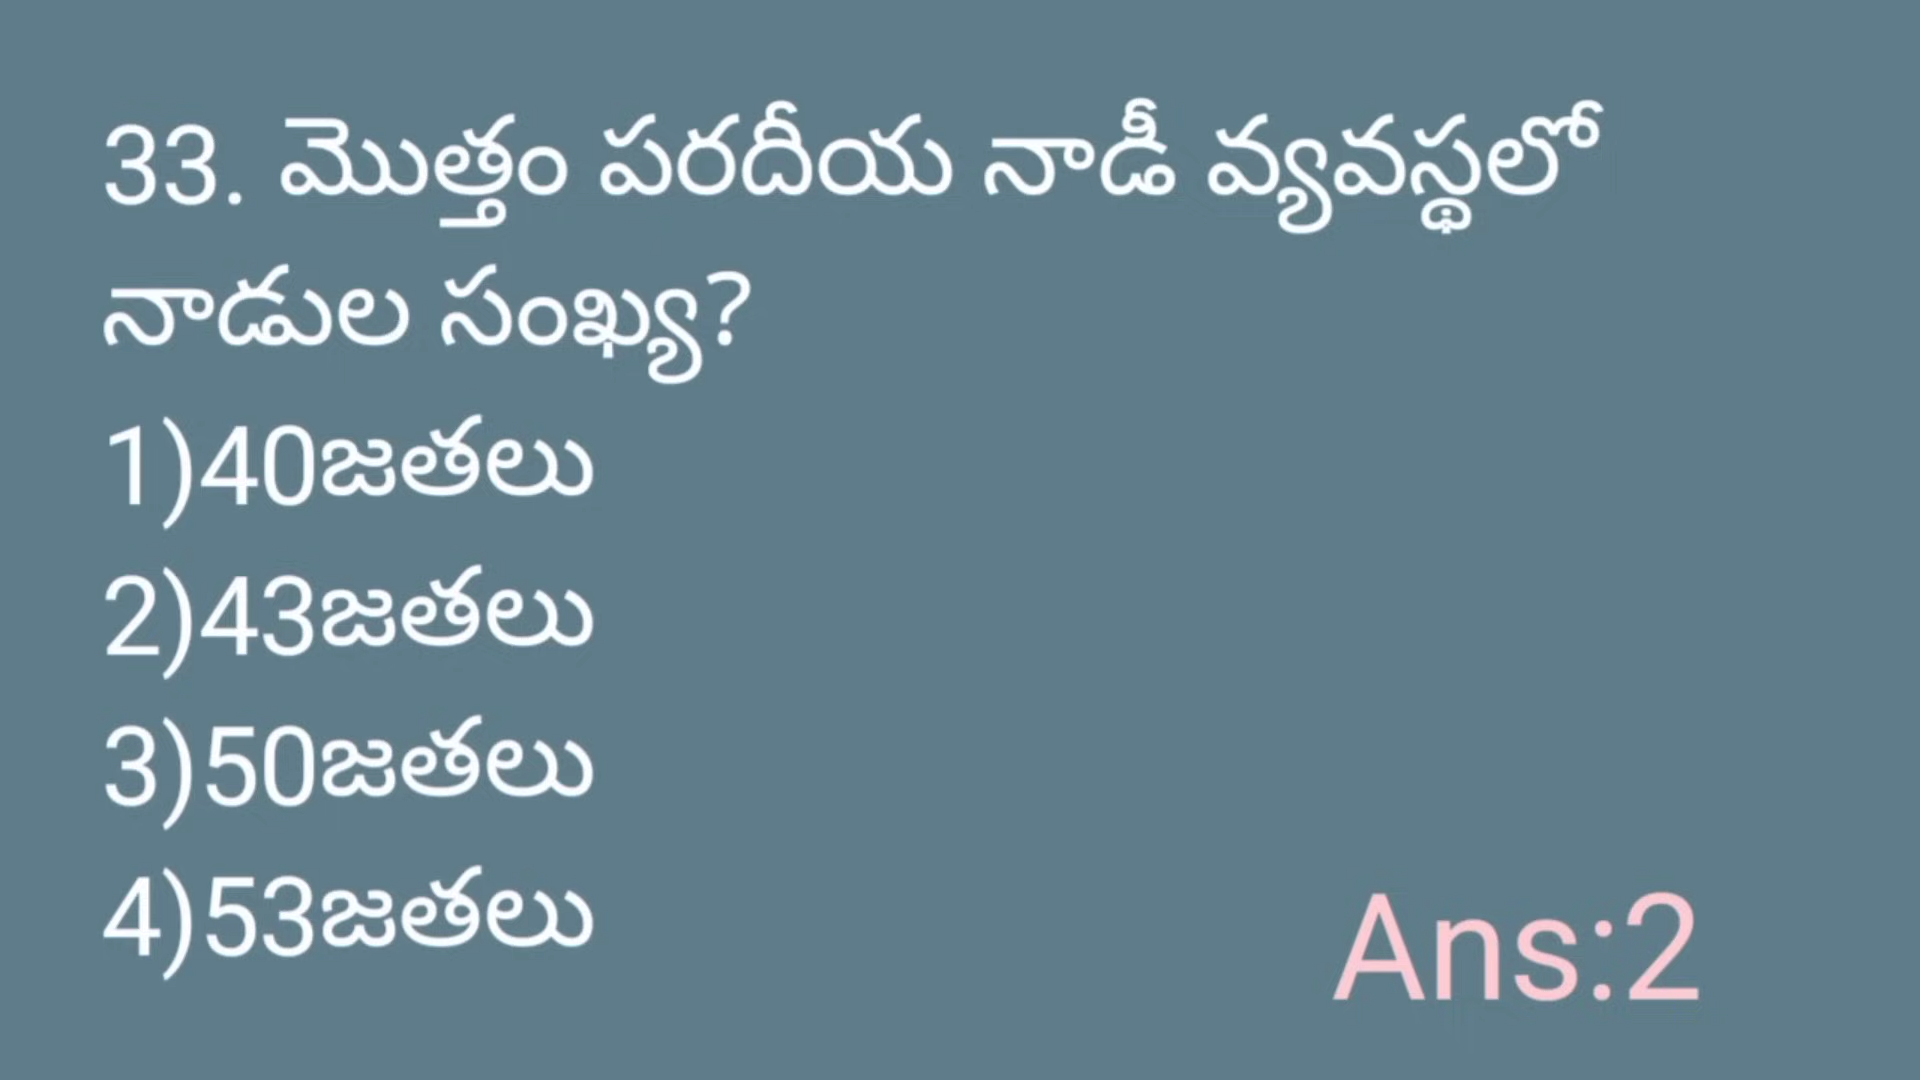 33. మొత్తం పరదీయ నాడీ వ్యవస్థలో
నాడుల సంఖ్య?
1)40జతలు
2)43జతలు
3)50జతలు
4)53జతలు
Ans:2